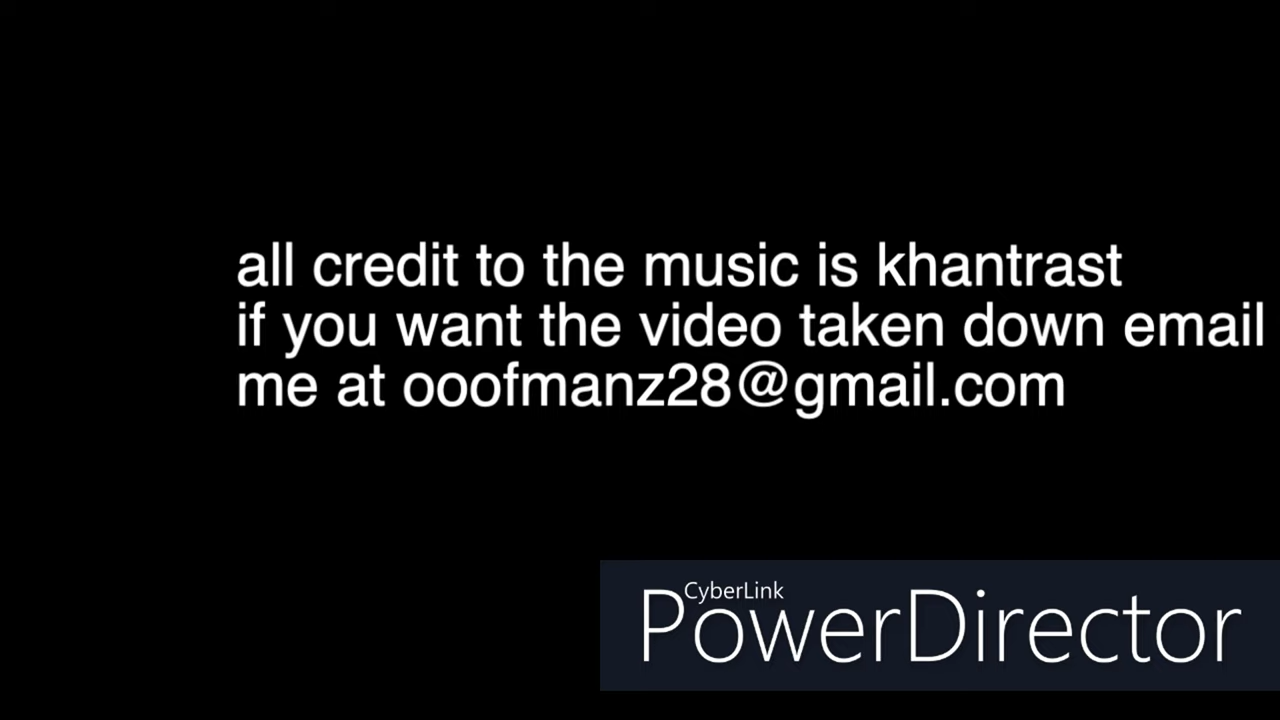 all credit to the music is khantrast
if you want the video taken down email
me at ooofmanz28@gmail.com
CyberLink
PowerDirector